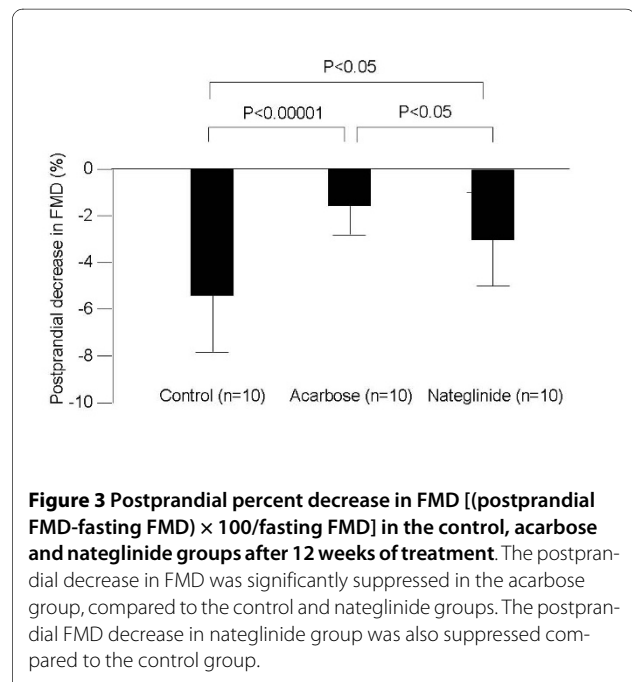 P<0.05
P<0.00001
P<0.05
Postprandial decrease in FMD (%)
0
-2
-4
-6
-8
-10
Control (n=10)
Acarbose (n=10)
Nateglinide (n=10)
Figure 3 Postprandial percent decrease in FMD [(postprandial
FMD-fasting FMD) × 100/fasting FMD] in the control, acarbose
and nateglinide groups after 12 weeks of treatment. The postpran-
dial decrease in FMD was significantly suppressed in the acarbose
group, compared to the control and nateglinide groups. The postpran-
dial FMD decrease in nateglinide group was also suppressed com-
pared to the control group.